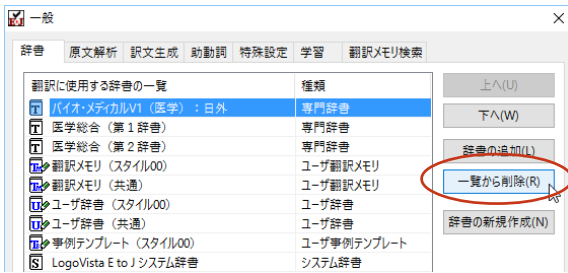 一般
辞書 原文解析 訳文生成 助動詞 特殊設定 学習 翻訳メモリ検索
翻訳に使用する辞書の一覧 種類
バイオ・メディカルV1（医学）：日外 専門辞書
医学総合（第１辞書） 専門辞書
医学総合（第２辞書） 専門辞書
翻訳メモリ（スタイル00） ユーザ翻訳メモリ
翻訳メモリ（共通） ユーザ翻訳メモリ
ユーザ辞書（スタイル00） ユーザ辞書
ユーザ辞書（共通） ユーザ辞書
事例テンプレート（スタイル00） ユーザ事例テンプレート
LogoVista E to J システム辞書 システム辞書
上へ(U)
下へ(W)
辞書の追加(L)
一覧から削除(R)
辞書の新規作成(N)